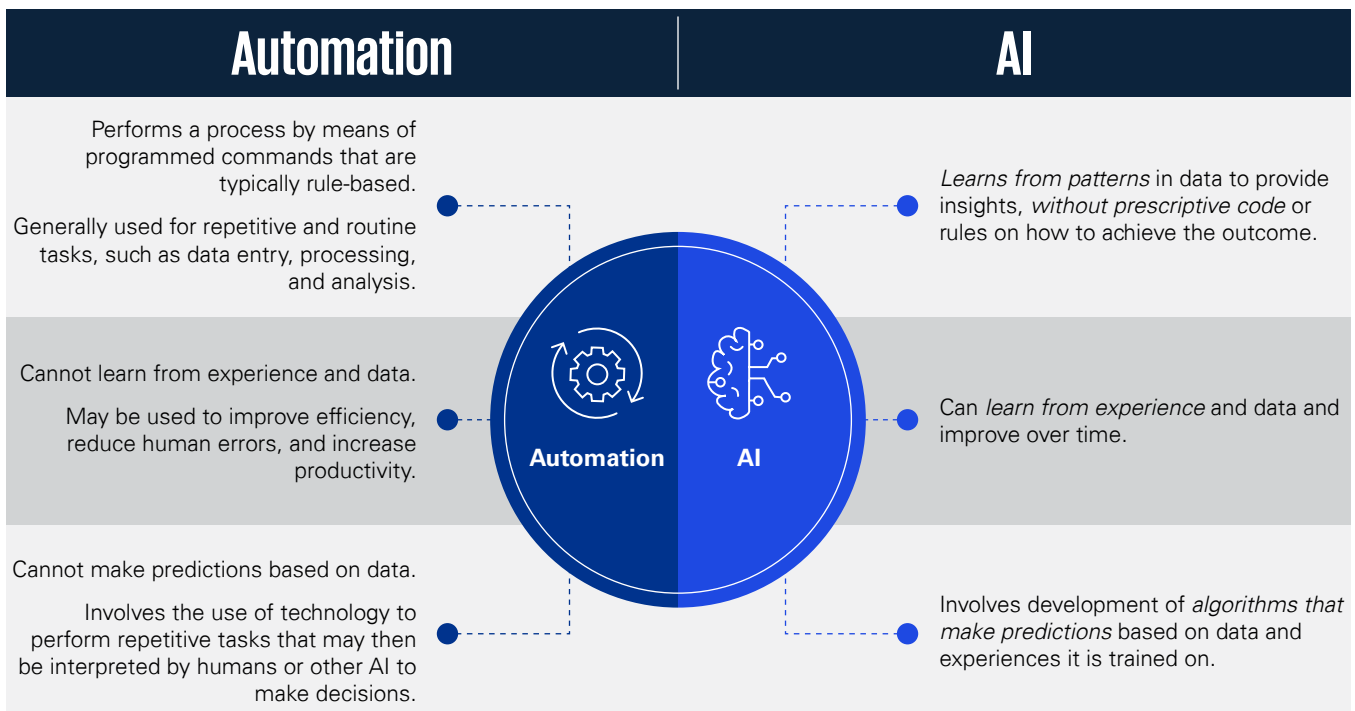 Automation
AI
Performs a process by means of
programmed commands that are
typically rule-based.
Generally used for repetitive and routine
tasks, such as data entry, processing,
and analysis.
Learns from patterns in data to provide
insights, without prescriptive code or
rules on how to achieve the outcome.
Cannot learn from experience and data.
May be used to improve efficiency,
reduce human errors, and increase
productivity.
Automation
AI
Can learn from experience and data and
improve over time.
Cannot make predictions based on data.
Involves the use of technology to
perform repetitive tasks that may then
be interpreted by humans or other AI to
make decisions.
Involves development of algorithms that
make predictions based on data and
experiences it is trained on.